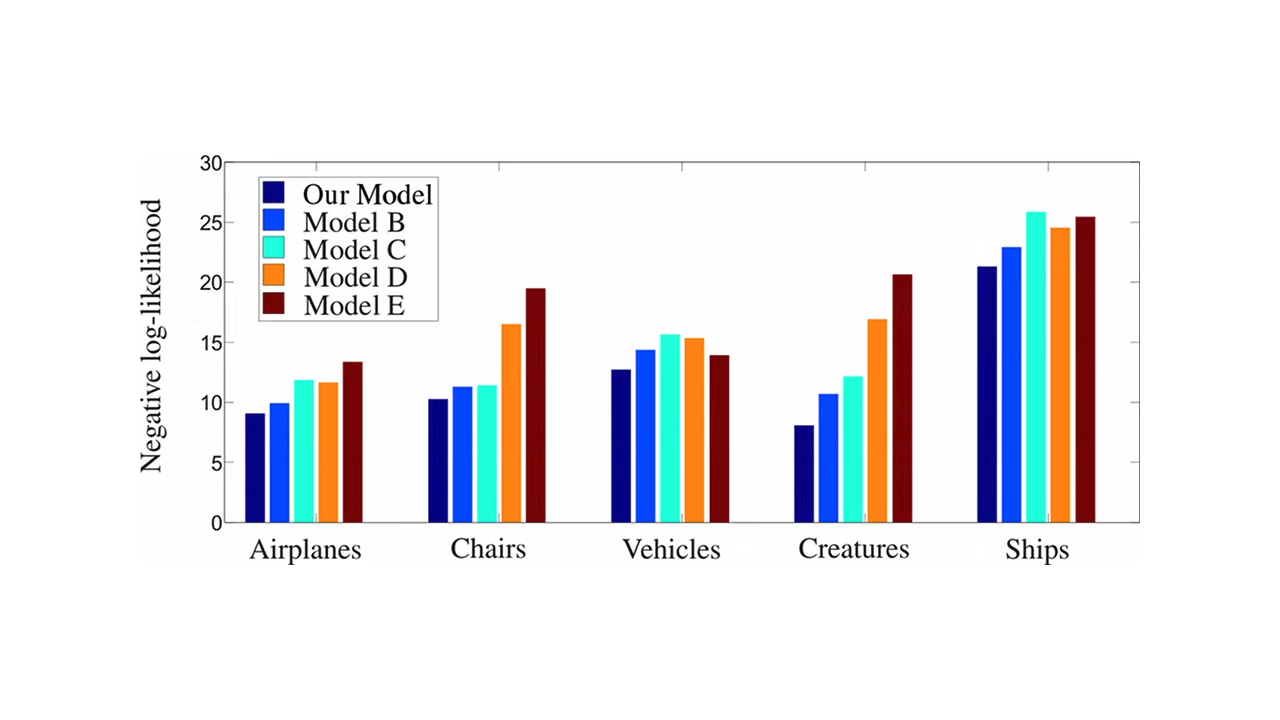 Negative log-likelihood
30
25
20
15
10
5
0
Our Model
Model B
Model C
Model D
Model E
Airplanes Chairs Vehicles Creatures Ships